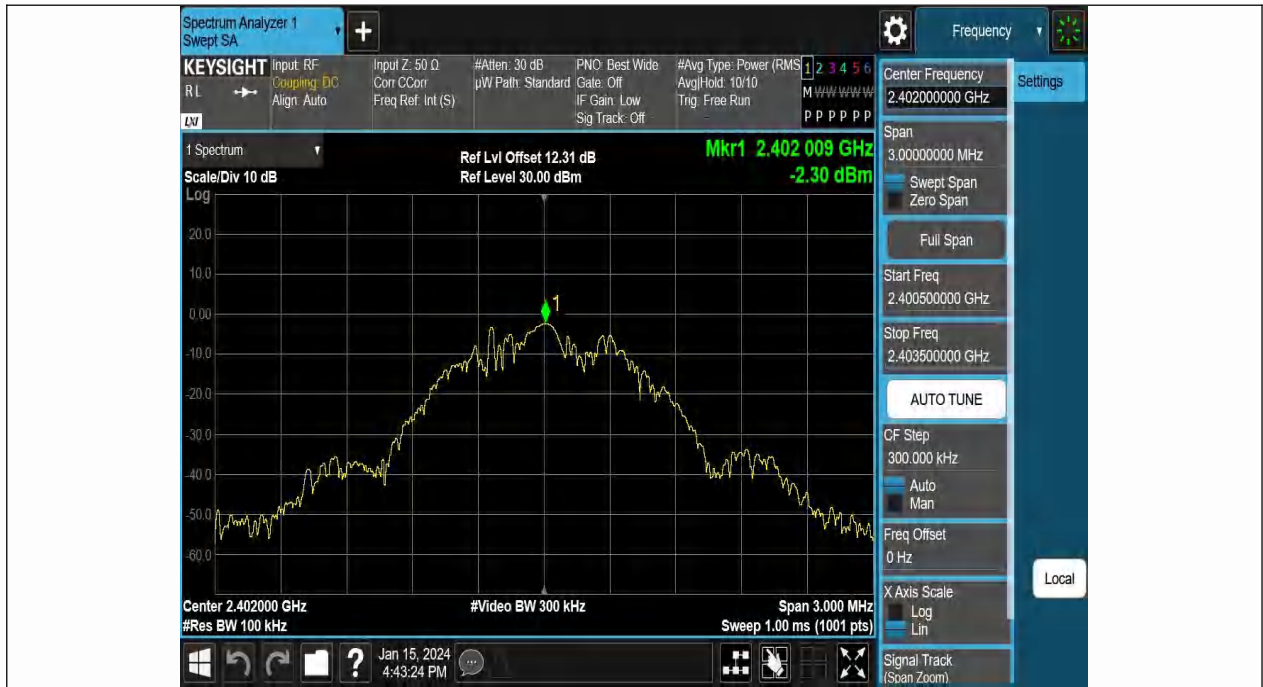 Spectrum Analyzer 1
Swept SA
Frequency
KEYSIGHT
R L
LXI
Input: RF
Coupling: DC
Align: Auto
Input Z: 50 Ω
Corr CCorr
Freq Ref: Int (S)
#Atten: 30 dB
µW Path: Standard
PNO: Best Wide
Gate: Off
IF Gain: Low
Sig Track: Off
#Avg Type: Power (RMS
Avg|Hold: 10/10
Trig: Free Run
1 2 3 4 5 6
M W W W W W
P P P P P P
1 Spectrum
Scale/Div 10 dB
Log
Ref Lvl Offset 12.31 dB
Ref Level 30.00 dBm
Mkr1 2.402 009 GHz
-2.30 dBm
20.0
10.0
0.00
-10.0
-20.0
-30.0
-40.0
-50.0
-60.0
1
Center 2.402000 GHz
#Video BW 300 kHz
Span 3.000 MHz
#Res BW 100 kHz
Sweep 1.00 ms (1001 pts)
Jan 15, 2024
4:43:24 PM
Center Frequency
2.402000000 GHz
Settings
Span
3.00000000 MHz
Swept Span
Zero Span
Full Span
Start Freq
2.400500000 GHz
Stop Freq
2.403500000 GHz
AUTO TUNE
CF Step
300.000 kHz
Auto
Man
Freq Offset
0 Hz
Local
X Axis Scale
Log
Lin
Signal Track
(Span Zoom)